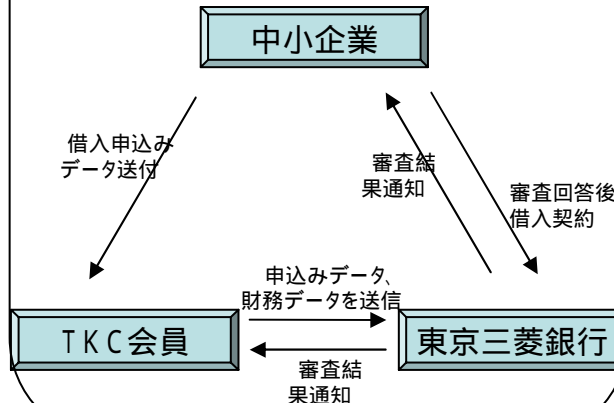 中小企業
借入申込み
データ送付
審査結
果通知
審査回答後
借入契約
申込みデータ、
財務データを送信
TKC会員
東京三菱銀行
審査結
果通知